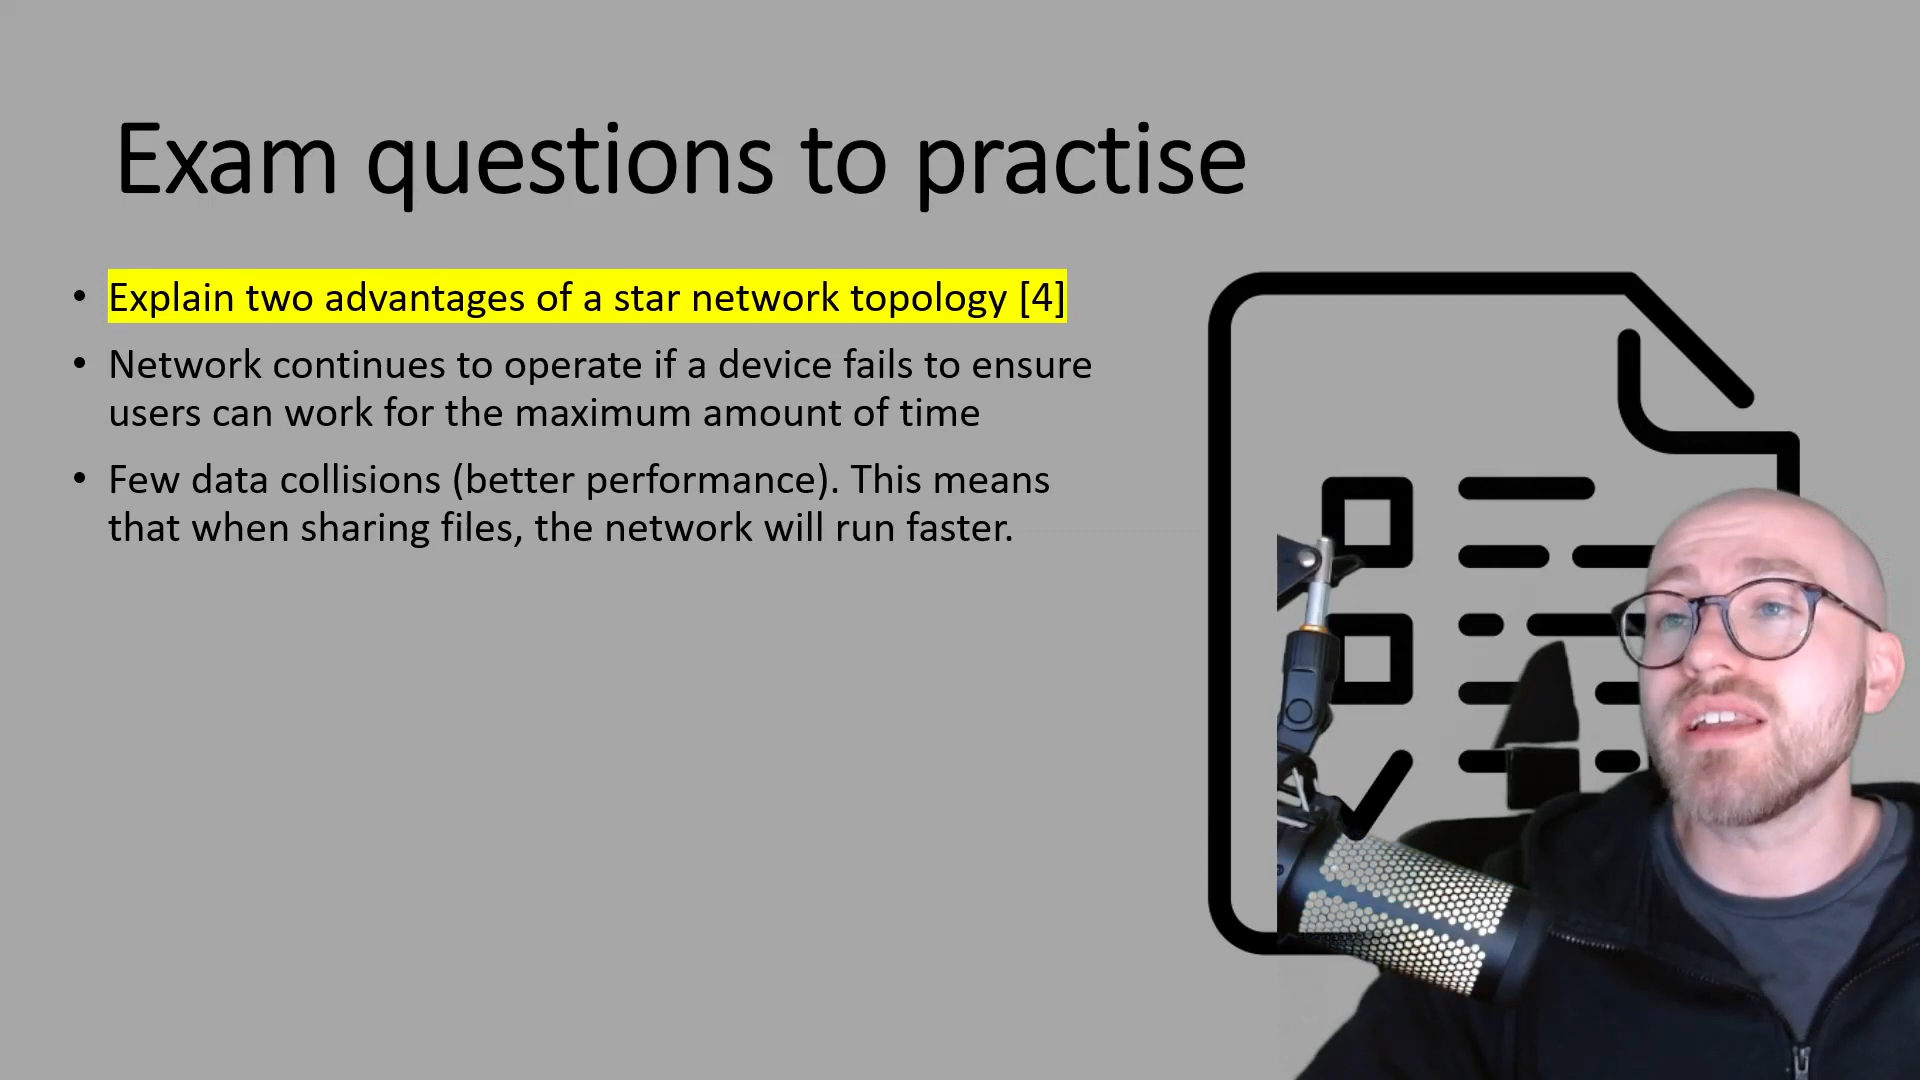 Exam questions to practise
• Explain two advantages of a star network topology [4]
• Network continues to operate if a device fails to ensure
users can work for the maximum amount of time
• Few data collisions (better performance). This means
that when sharing files, the network will run faster.